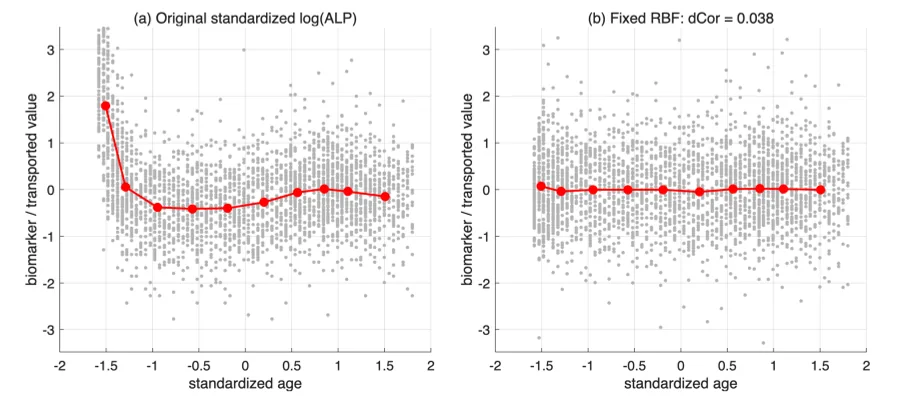 (a) Original standardized log(ALP)
3
2
1
0
-1
-2
-3
-2 -1.5 -1 -0.5 0 0.5 1 1.5 2
standardized age
biomarker / transported value
(b) Fixed RBF: dCor = 0.038
3
2
1
0
-1
-2
-3
-2 -1.5 -1 -0.5 0 0.5 1 1.5 2
standardized age
biomarker / transported value